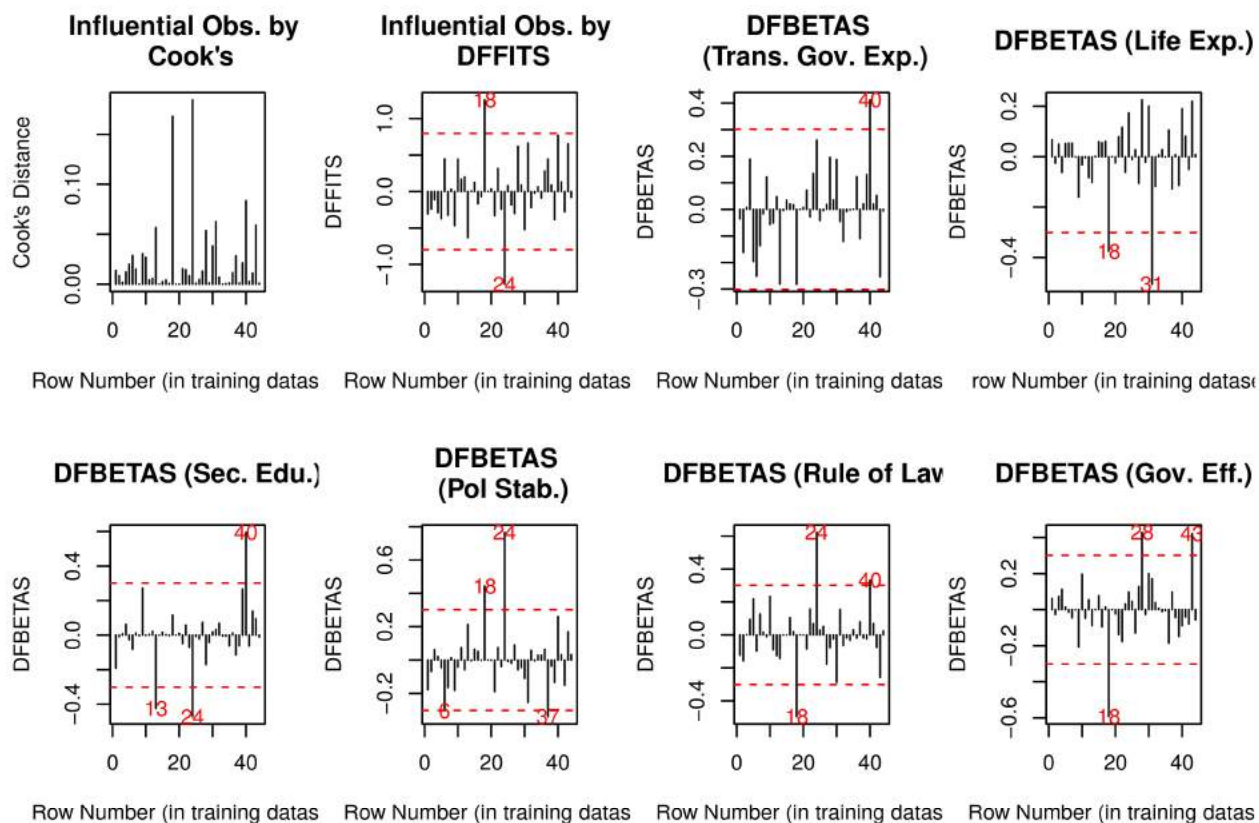 Influential Obs. by
Cook's
Cook's Distance
0.00
0.10
0
20
40
Row Number (in training datas
Influential Obs. by
DFFITS
DFFITS
-1.0
0.0
1.0
18
24
0
20
40
Row Number (in training datas
DFBETAS
(Trans. Gov. Exp.)
DFBETAS
-0.3
0.0
0.2
0.4
40
0
20
40
Row Number (in training datas
DFBETAS (Life Exp.)
DFBETAS
-0.4
0.0
0.2
18
31
0
20
40
row Number (in training datase
DFBETAS (Sec. Edu.)
DFBETAS
-0.4
0.0
0.4
40
13
24
0
20
40
Row Number (in training datas
DFBETAS
(Pol Stab.)
DFBETAS
-0.2
0.2
0.6
24
18
6
37
0
20
40
Row Number (in training datas
DFBETAS (Rule of Law
DFBETAS
-0.4
0.0
0.4
24
40
18
0
20
40
Row Number (in training datas
DFBETAS (Gov. Eff.)
DFBETAS
-0.6
-0.2
0.2
28
43
18
0
20
40
Row Number (in training datas